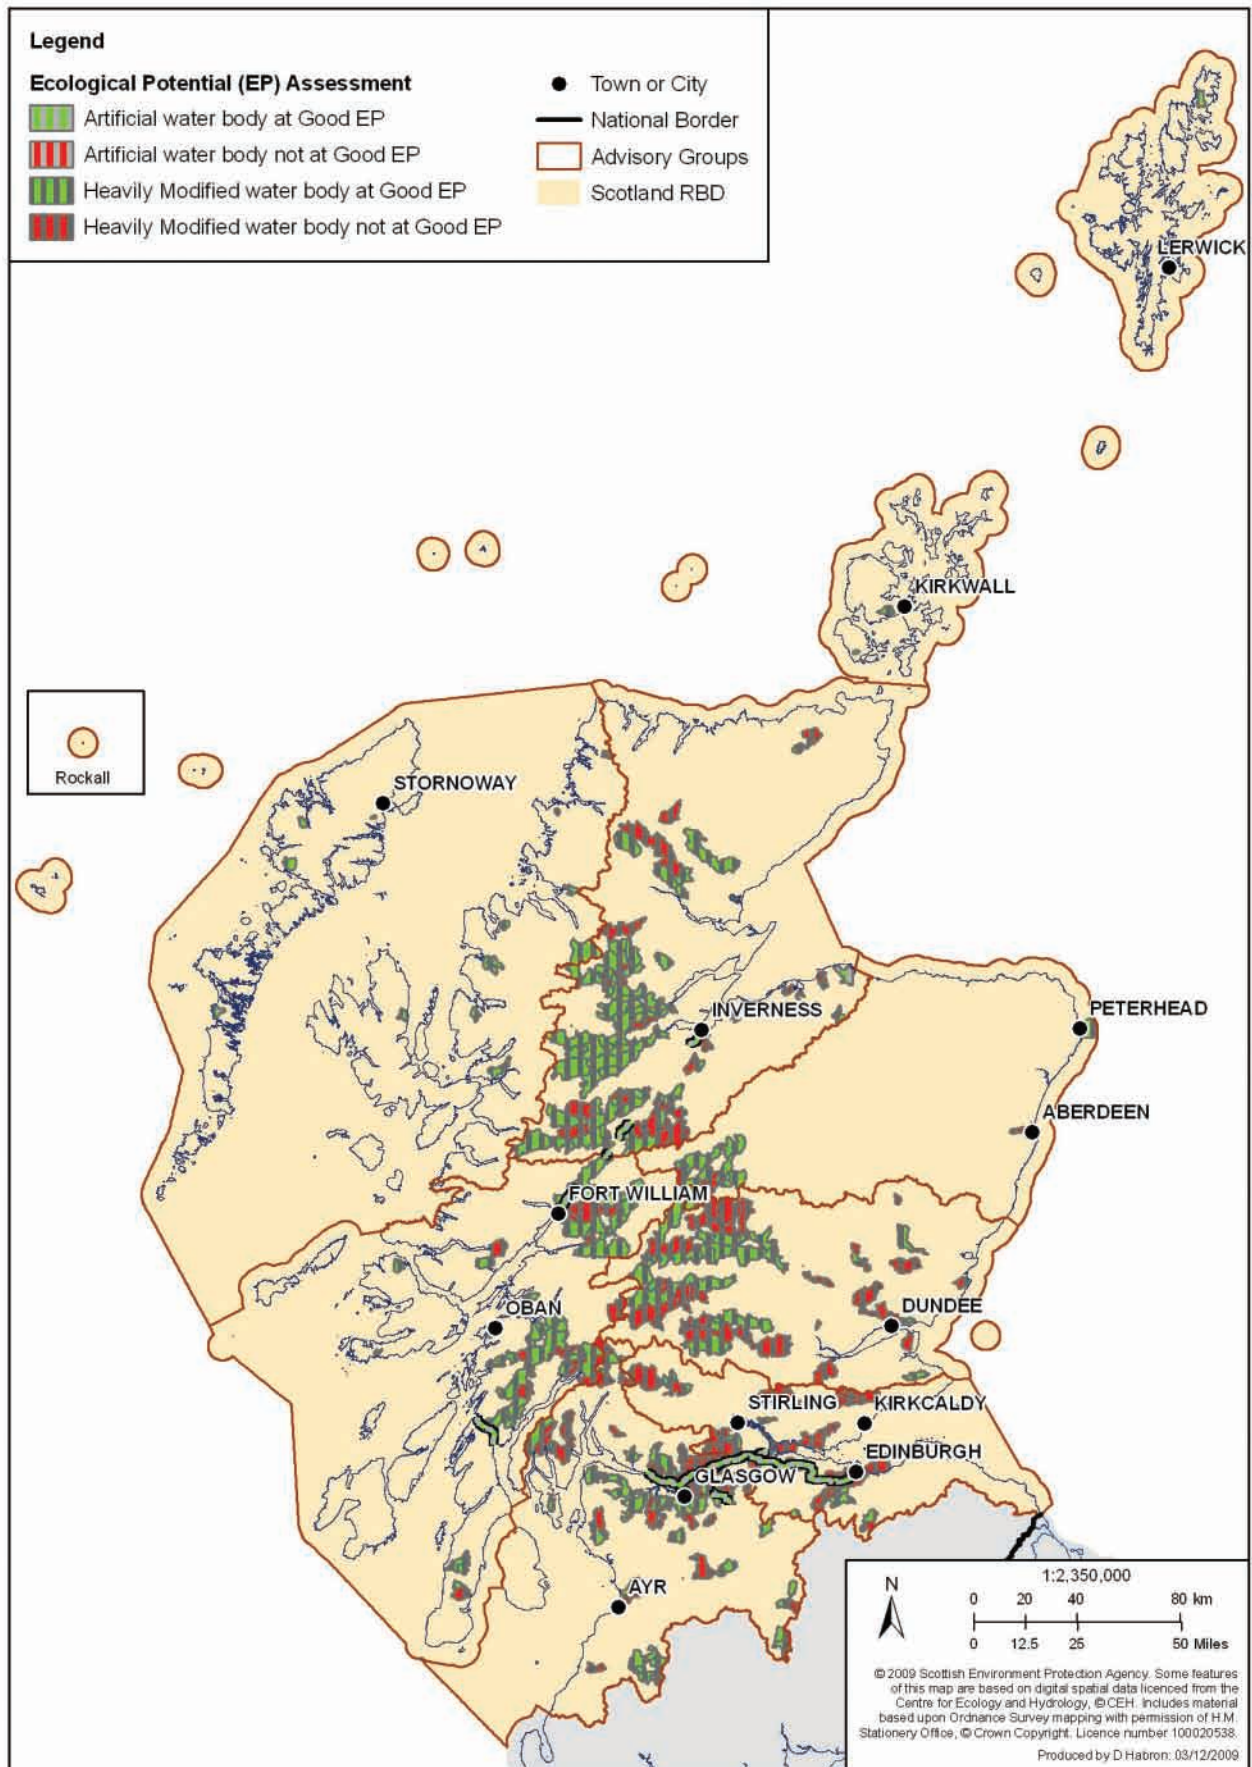 Legend
Ecological Potential (EP) Assessment
Artificial water body at Good EP
Artificial water body not at Good EP
Heavily Modified water body at Good EP
Heavily Modified water body not at Good EP
Town or City
National Border
Advisory Groups
Scotland RBD
LERWICK
KIRKWALL
Rockall
STORNOWAY
INVERNESS
PETERHEAD
ABERDEEN
FORT WILLIAM
OBAN
DUNDEE
STIRLING
KIRKCALDY
EDINBURGH
GLASGOW
AYR
N
1:2,350,000
0 20 40 80 km
0 12.5 25 50 Miles
© 2009 Scottish Environment Protection Agency. Some features
of this map are based on digital spatial data licenced from the
Centre for Ecology and Hydrology, © CEH. Includes material
based upon Ordnance Survey mapping with permission of H.M.
Stationery Office, © Crown Copyright. Licence number 100020538.
Produced by D Habron: 03/12/2009